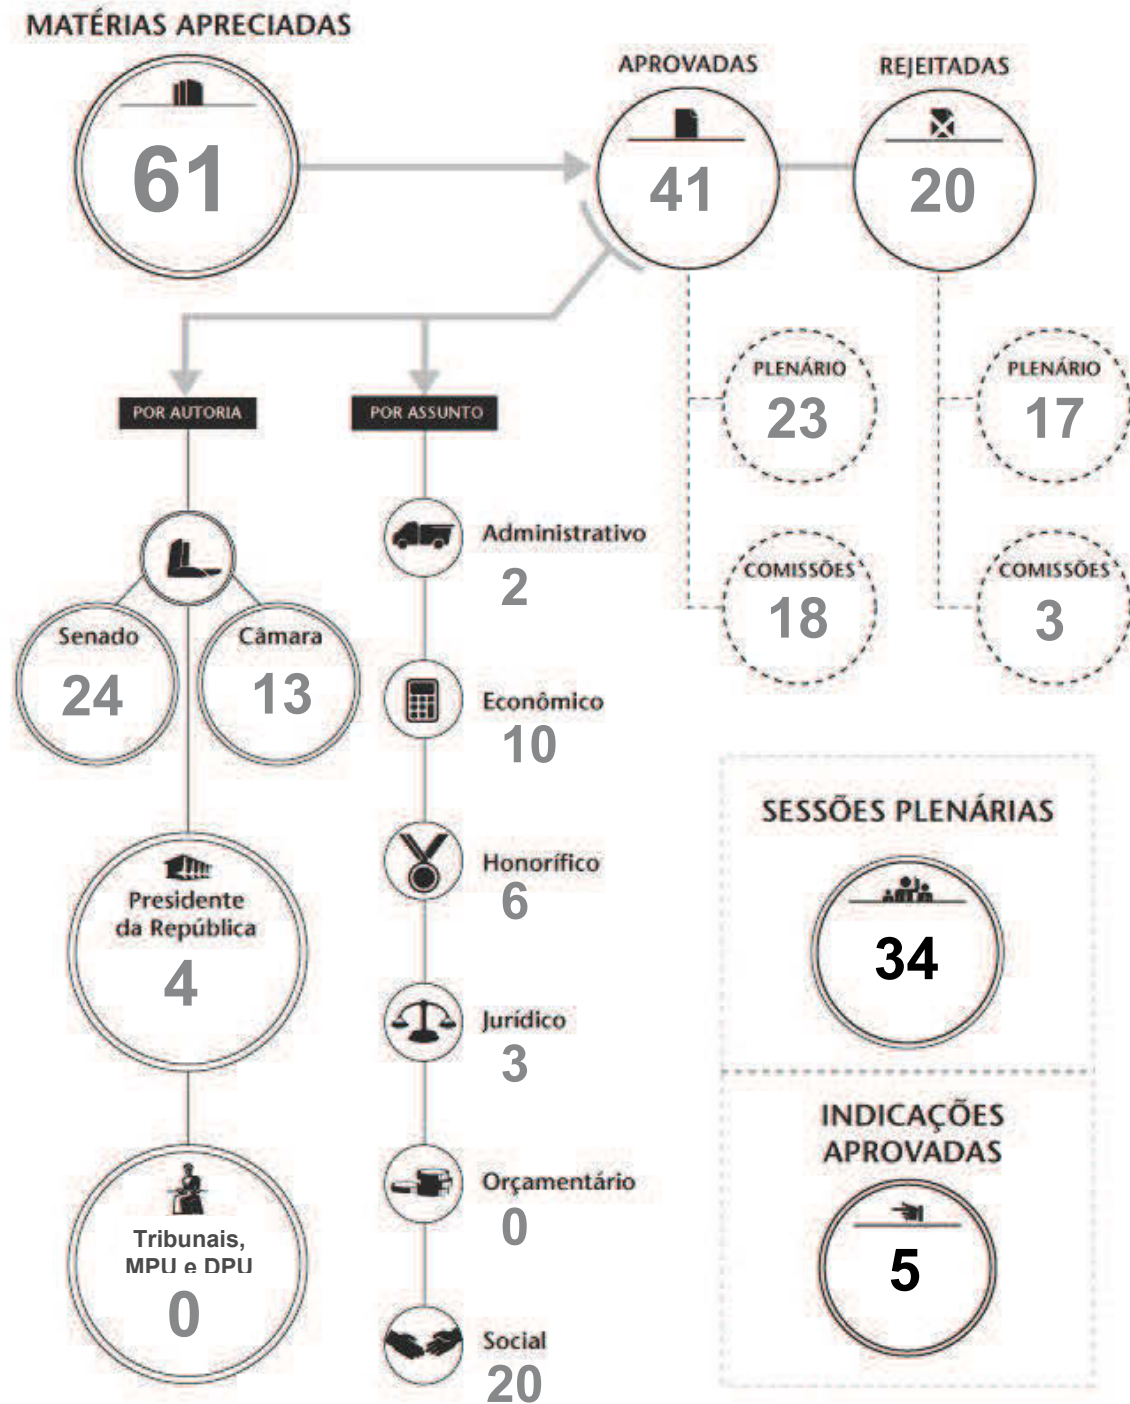 MATÉRIAS APRECIADAS
61
APROVADAS
41
REJEITADAS
20
PLENÁRIO
23
PLENÁRIO
17
COMISSÕES
18
COMISSÕES
3
POR AUTORIA
Senado
24
Câmara
13
Presidente
da República
4
Tribunais,
MPU e DPU
0
POR ASSUNTO
Administrativo
2
Econômico
10
Honorífico
6
Jurídico
3
Orçamentário
0
Social
20
SESSÕES PLENÁRIAS
34
INDICAÇÕES
APROVADAS
5